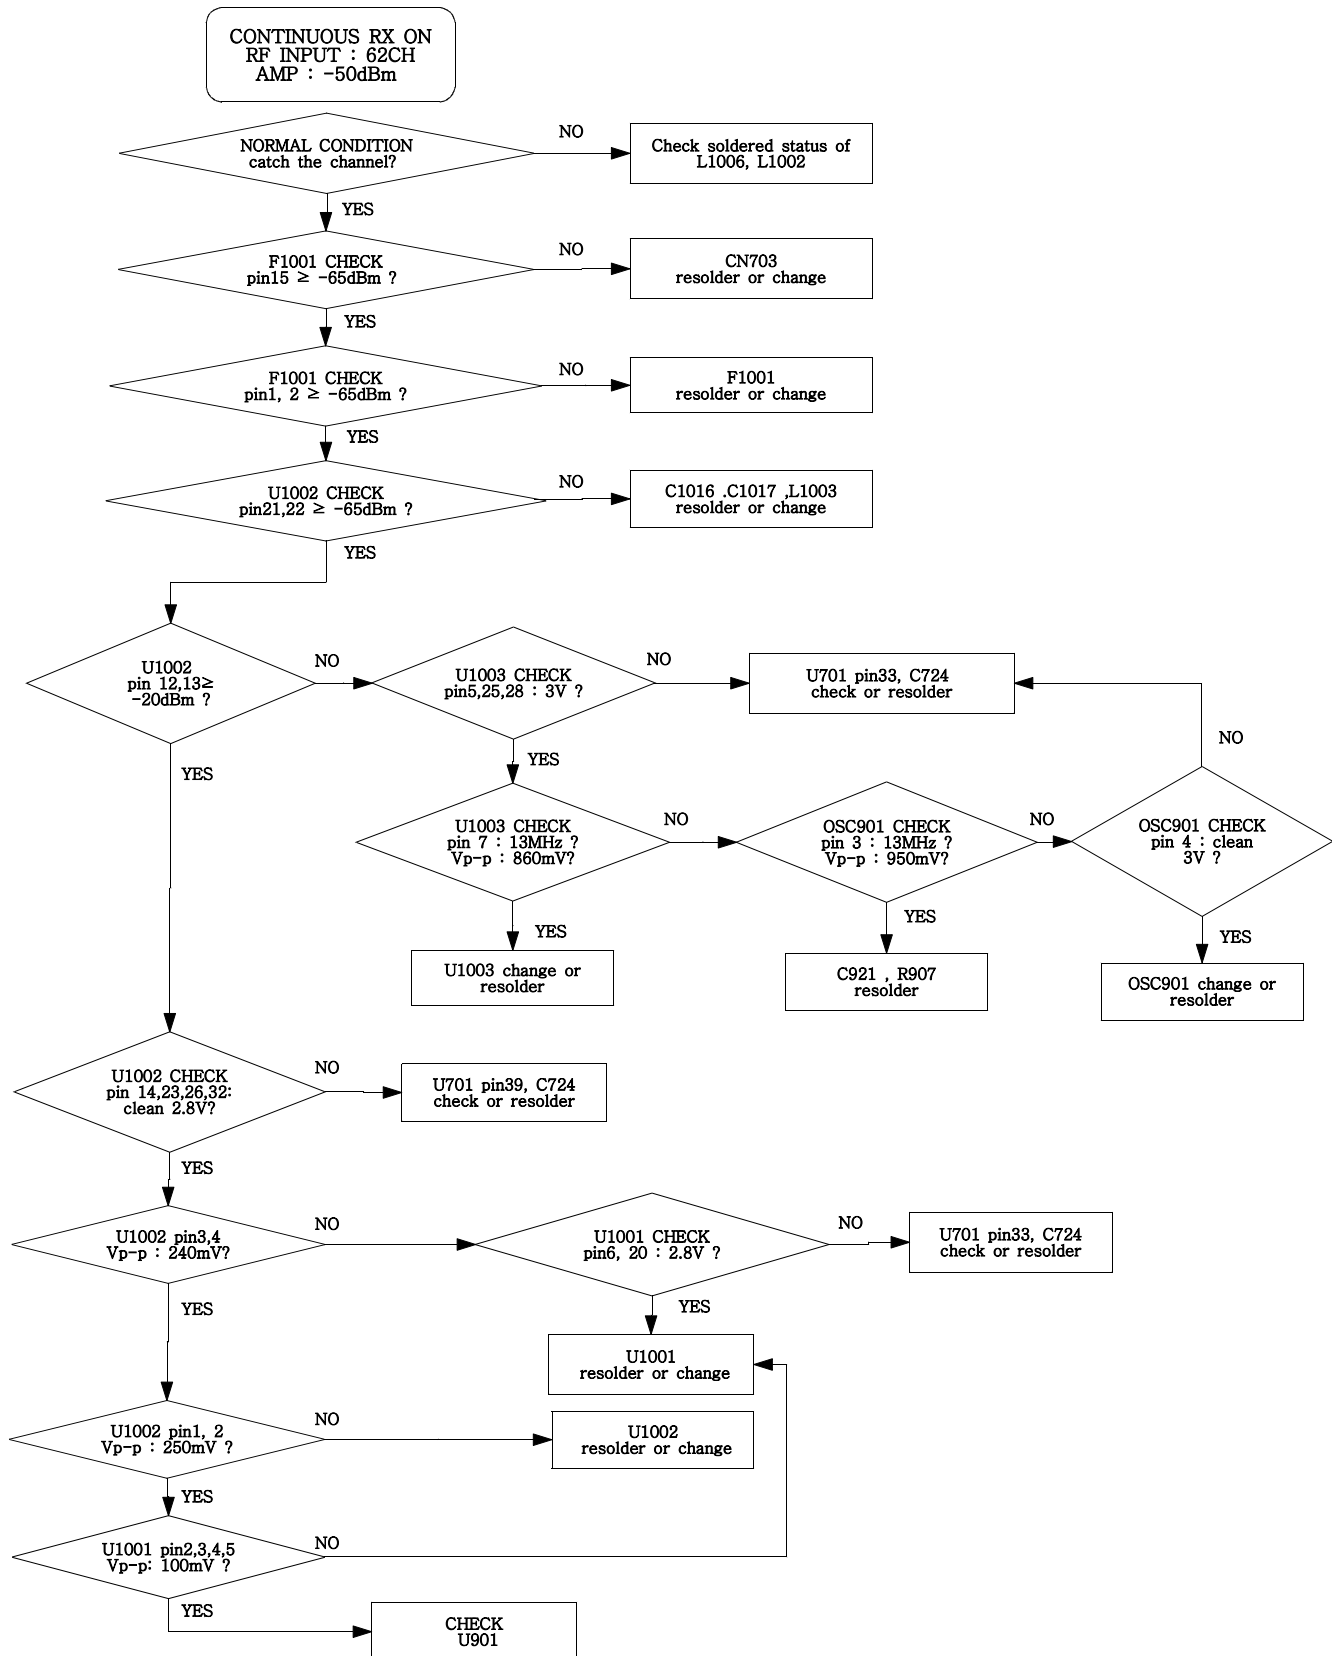 CONTINUOUS RX ON
RF INPUT : 62CH
AMP : -50dBm
NORMAL CONDITION
catch the channel?
NO
Check soldered status of
L1006, L1002
YES
F1001 CHECK
pin15 ≥ -65dBm ?
NO
CN703
resolder or change
YES
F1001 CHECK
pin1, 2 ≥ -65dBm ?
NO
F1001
resolder or change
YES
U1002 CHECK
pin21,22 ≥ -65dBm ?
NO
C1016 .C1017 ,L1003
resolder or change
YES
U1002
pin 12,13≥
-20dBm ?
NO
U1003 CHECK
pin5,25,28 : 3V ?
NO
U701 pin33, C724
check or resolder
NO
YES
YES
U1003 CHECK
pin 7 : 13MHz ?
Vp-p : 860mV?
NO
OSC901 CHECK
pin 3 : 13MHz ?
Vp-p : 950mV?
NO
OSC901 CHECK
pin 4 : clean
3V ?
YES
U1003 change or
resolder
YES
C921 , R907
resolder
YES
OSC901 change or
resolder
U1002 CHECK
pin 14,23,26,32:
clean 2.8V?
NO
U701 pin39, C724
check or resolder
YES
U1002 pin3,4
Vp-p : 240mV?
NO
U1001 CHECK
pin6, 20 : 2.8V ?
NO
U701 pin33, C724
check or resolder
YES
YES
U1001
resolder or change
U1002 pin1, 2
Vp-p : 250mV ?
NO
U1002
resolder or change
YES
U1001 pin2,3,4,5
Vp-p: 100mV ?
NO
YES
CHECK
U901